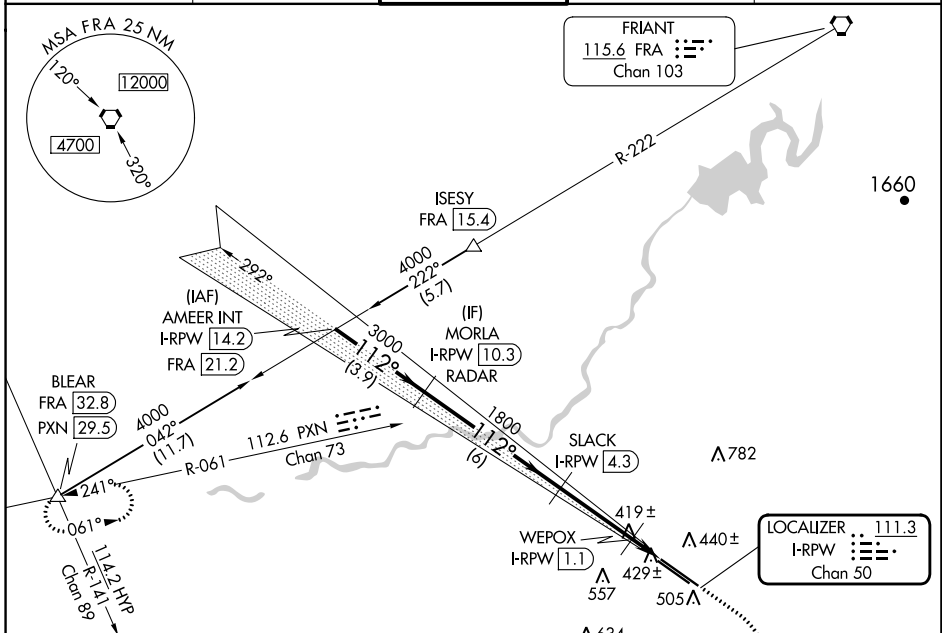 MSA FRA 25 NM
120°
12000
4700
320°
FRIANT
115.6 FRA
Chan 103
R-222
1660
ISESY
FRA 15.4
4000
222°
(5.7)
292°
(IAF)
AMEER INT
I-RPW 14.2
FRA 21.2
3000
112°
(3.9)
(IF)
MORLA
I-RPW 10.3
RADAR
BLEAR
FRA 32.8
PXN 29.5
4000
042°
(11.7)
R-061
112.6 PXN
Chan 73
1800
112°
(6)
SLACK
I-RPW 4.3
782
241°
061°
114.2 HYP
R-141
Chan 89
WEPOX
I-RPW 1.1
419 ±
429 ±
440 ±
557
505
LOCALIZER 111.3
I-RPW
Chan 50